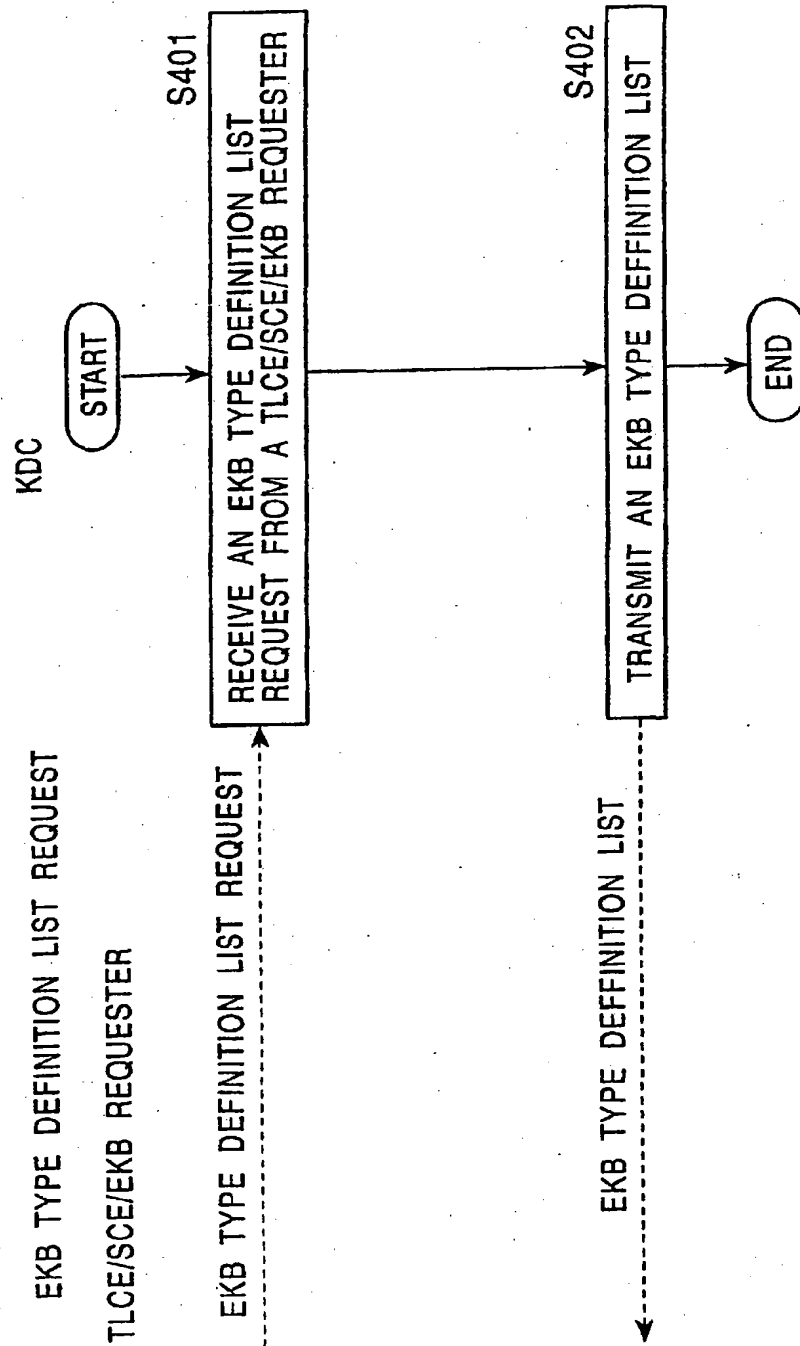 EKB TYPE DEFINITION LIST REQUEST
TLCE/SCE/EKB REQUESTER
KDC
START
EKB TYPE DEFINITION LIST REQUEST
S401
RECEIVE AN EKB TYPE DEFINITION LIST
REQUEST FROM A TLCE/SCE/EKB REQUESTER
S402
TRANSMIT AN EKB TYPE DEFFINITION LIST
EKB TYPE DEFFINITION LIST
END